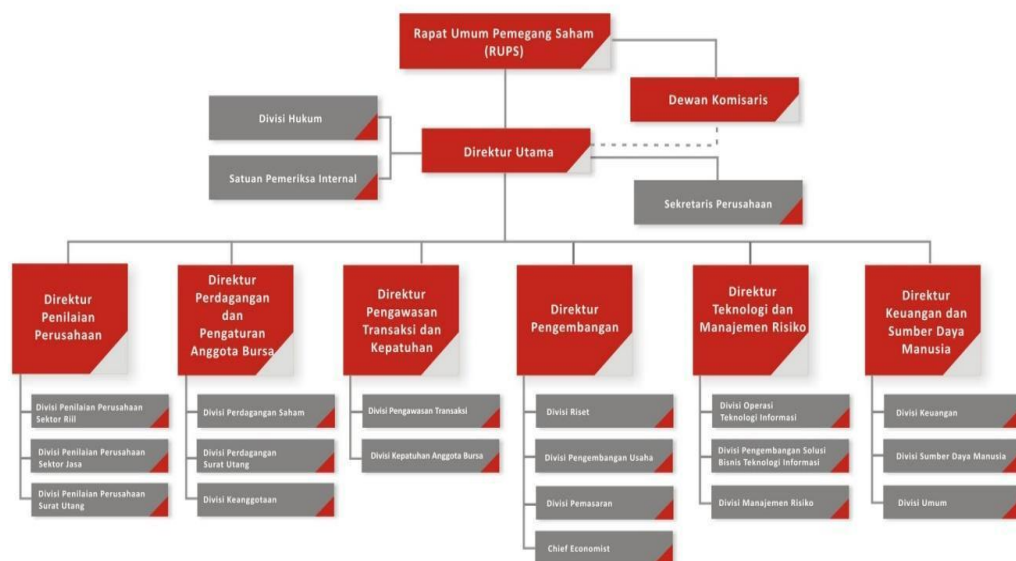 Rapat Umum Pemegang Saham
(RUPS)
Dewan Komisaris
Divisi Hukum
Direktur Utama
Satuan Pemeriksa Internal
Sekretaris Perusahaan
Direktur
Penilaian
Perusahaan
Direktur
Perdagangan
dan
Pengaturan
Anggota Bursa
Direktur
Pengawasan
Transaksi dan
Kepatuhan
Direktur
Pengembangan
Direktur
Teknologi dan
Manajemen Risiko
Direktur
Keuangan dan
Sumber Daya
Manusia
Divisi Penilaian Perusahaan
Sektor Riil
Divisi Penilaian Perusahaan
Sektor Jasa
Divisi Penilaian Perusahaan
Surat Utang
Divisi Perdagangan Saham
Divisi Perdagangan
Surat Utang
Divisi Keanggotaan
Divisi Pengawasan Transaksi
Divisi Kepatuhan Anggota Bursa
Divisi Riset
Divisi Pengembangan Usaha
Divisi Pemasaran
Chief Economist
Divisi Operasi
Teknologi Informasi
Divisi Pengembangan Solusi
Bisnis Teknologi Informasi
Divisi Manajemen Risiko
Divisi Keuangan
Divisi Sumber Daya Manusia
Divisi Umum